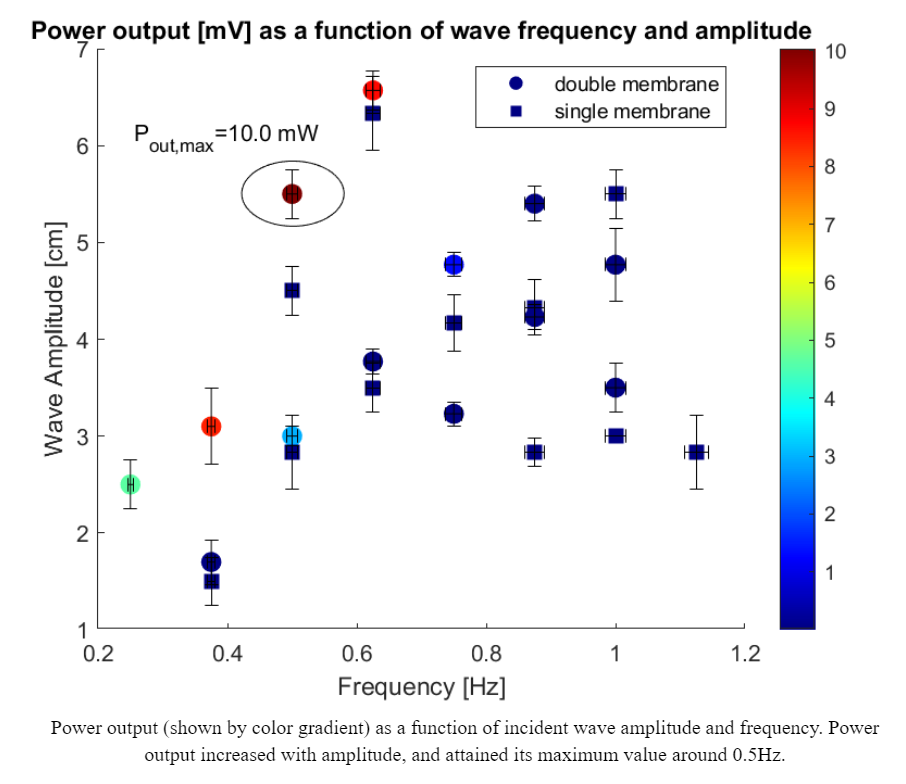 Power output [mV] as a function of wave frequency and amplitude
7
6
5
4
3
2
1
Wave Amplitude [cm]
P_out,max=10.0 mW
double membrane
single membrane
10
9
8
7
6
5
4
3
2
1
0.2 0.4 0.6 0.8 1 1.2
Frequency [Hz]
Power output (shown by color gradient) as a function of incident wave amplitude and frequency. Power
output increased with amplitude, and attained its maximum value around 0.5Hz.